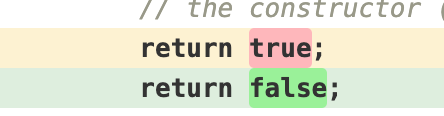 // the constructor (
return true;
return false;